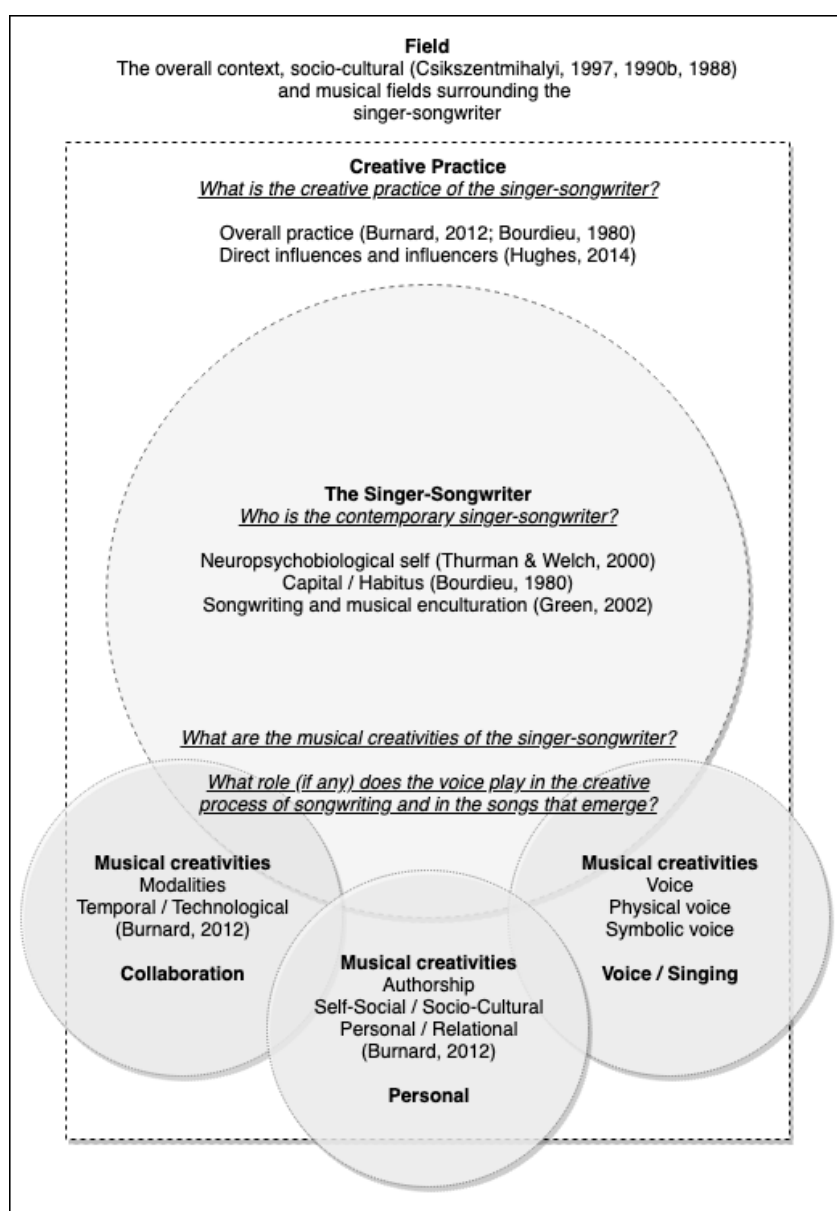 Field
The overall context, socio-cultural (Csikszentmihalyi, 1997, 1990b, 1988)
and musical fields surrounding the
singer-songwriter
Creative Practice
What is the creative practice of the singer-songwriter?
Overall practice (Burnard, 2012; Bourdieu, 1980)
Direct influences and influencers (Hughes, 2014)
The Singer-Songwriter
Who is the contemporary singer-songwriter?
Neuropsychobiological self (Thurman & Welch, 2000)
Capital / Habitus (Bourdieu, 1980)
Songwriting and musical enculturation (Green, 2002)
What are the musical creativities of the singer-songwriter?
What role (if any) does the voice play in the creative
process of songwriting and in the songs that emerge?
Musical creativities
Modalities
Temporal / Technological
(Burnard, 2012)
Collaboration
Musical creativities
Authorship
Self-Social / Socio-Cultural
Personal / Relational
(Burnard, 2012)
Personal
Musical creativities
Voice
Physical voice
Symbolic voice
Voice / Singing